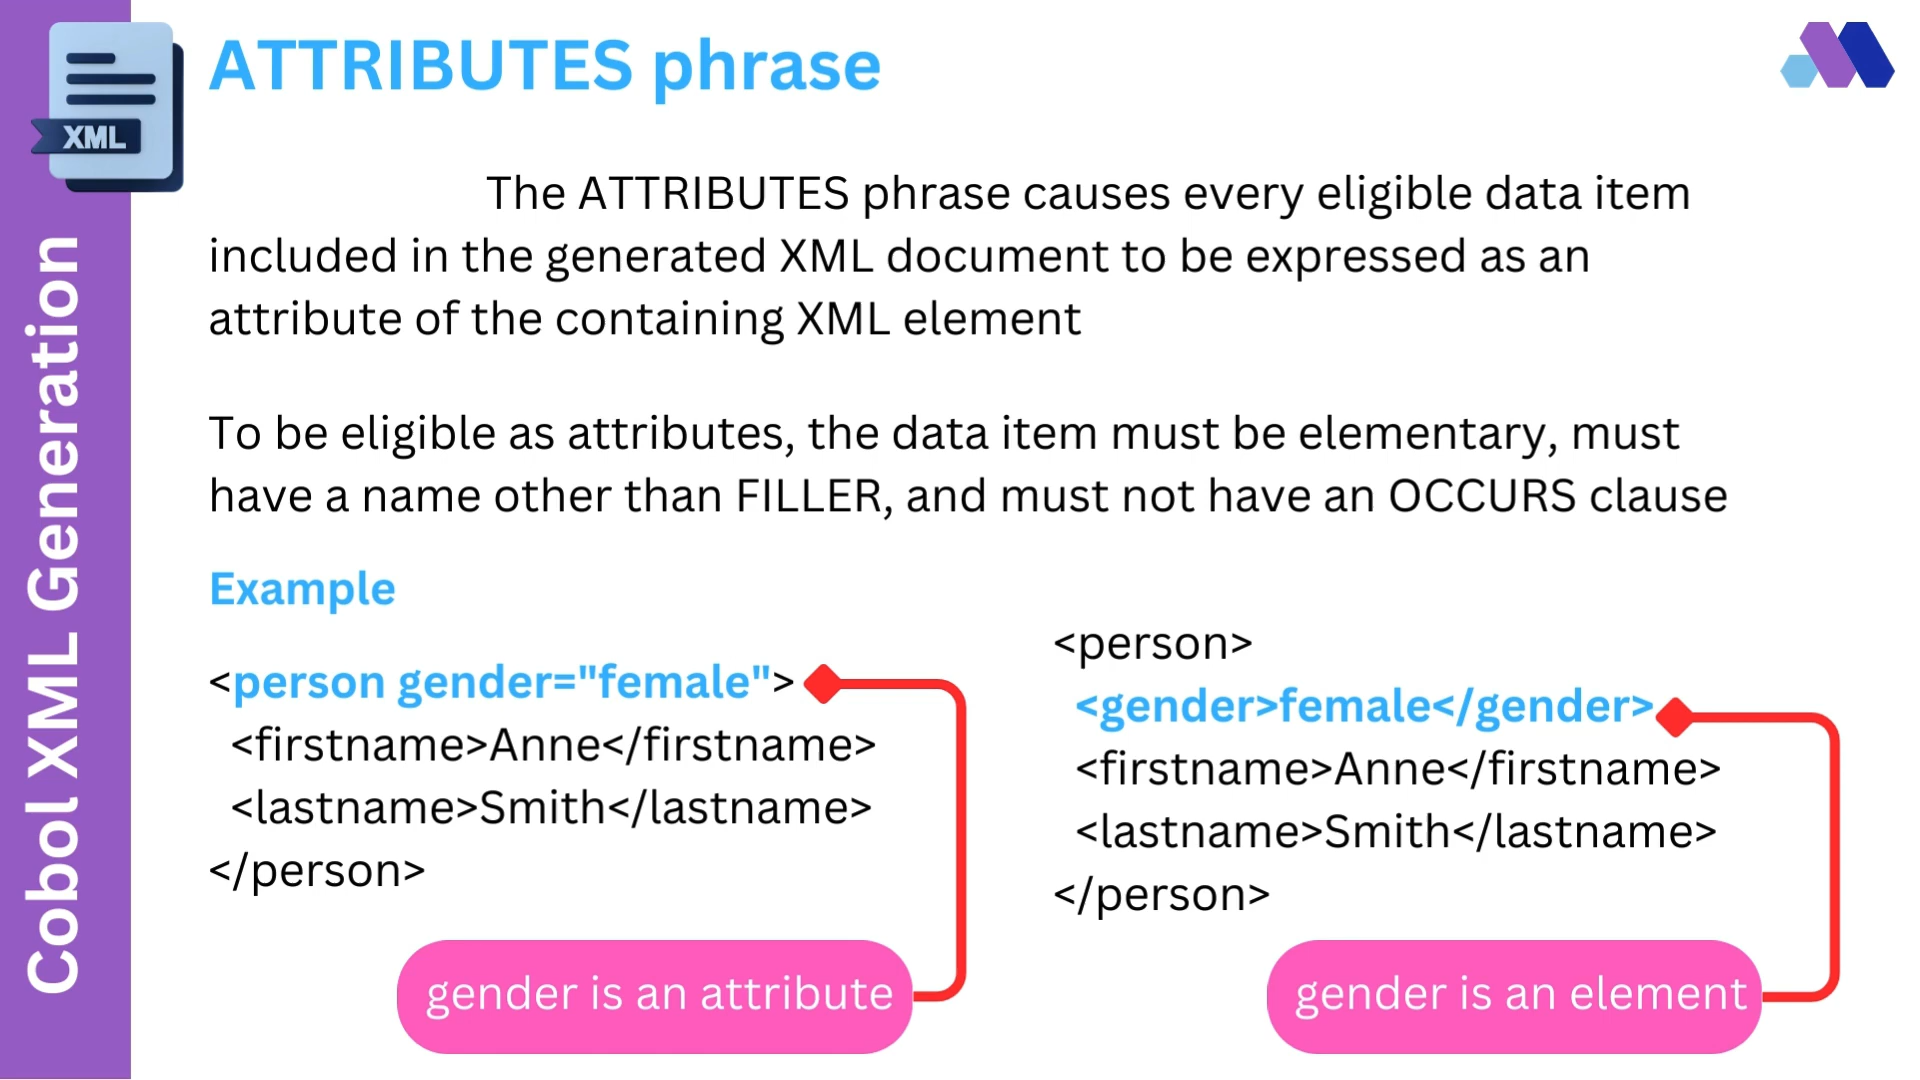 XML
Cobol XML Generation
ATTRIBUTES phrase
The ATTRIBUTES phrase causes every eligible data item
included in the generated XML document to be expressed as an
attribute of the containing XML element
To be eligible as attributes, the data item must be elementary, must
have a name other than FILLER, and must not have an OCCURS clause
Example
<person gender="female">
<firstname>Anne</firstname>
<lastname>Smith</lastname>
</person>
gender is an attribute
<person>
<gender>female</gender>
<firstname>Anne</firstname>
<lastname>Smith</lastname>
</person>
gender is an element